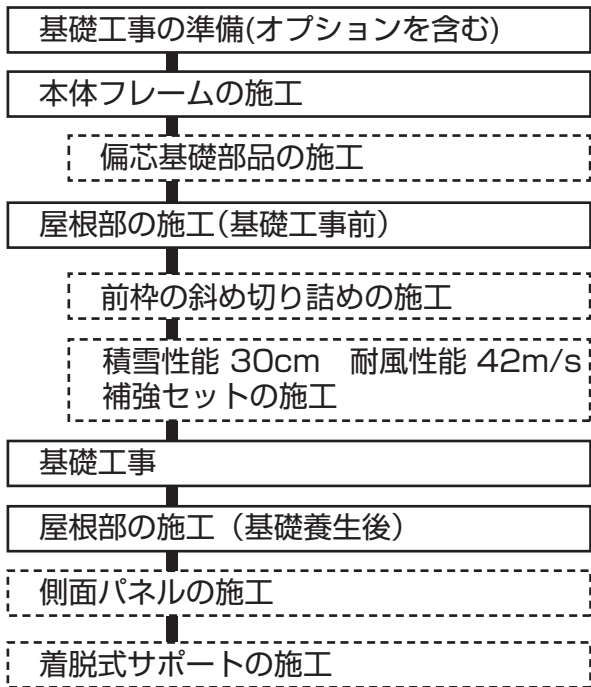 基礎工事の準備(オプションを含む)
本体フレームの施工
偏芯基礎部品の施工
屋根部の施工(基礎工事前)
前枠の斜め切り詰めの施工
積雪性能 30cm　耐風性能 42m/s
補強セットの施工
基礎工事
屋根部の施工（基礎養生後）
側面パネルの施工
着脱式サポートの施工